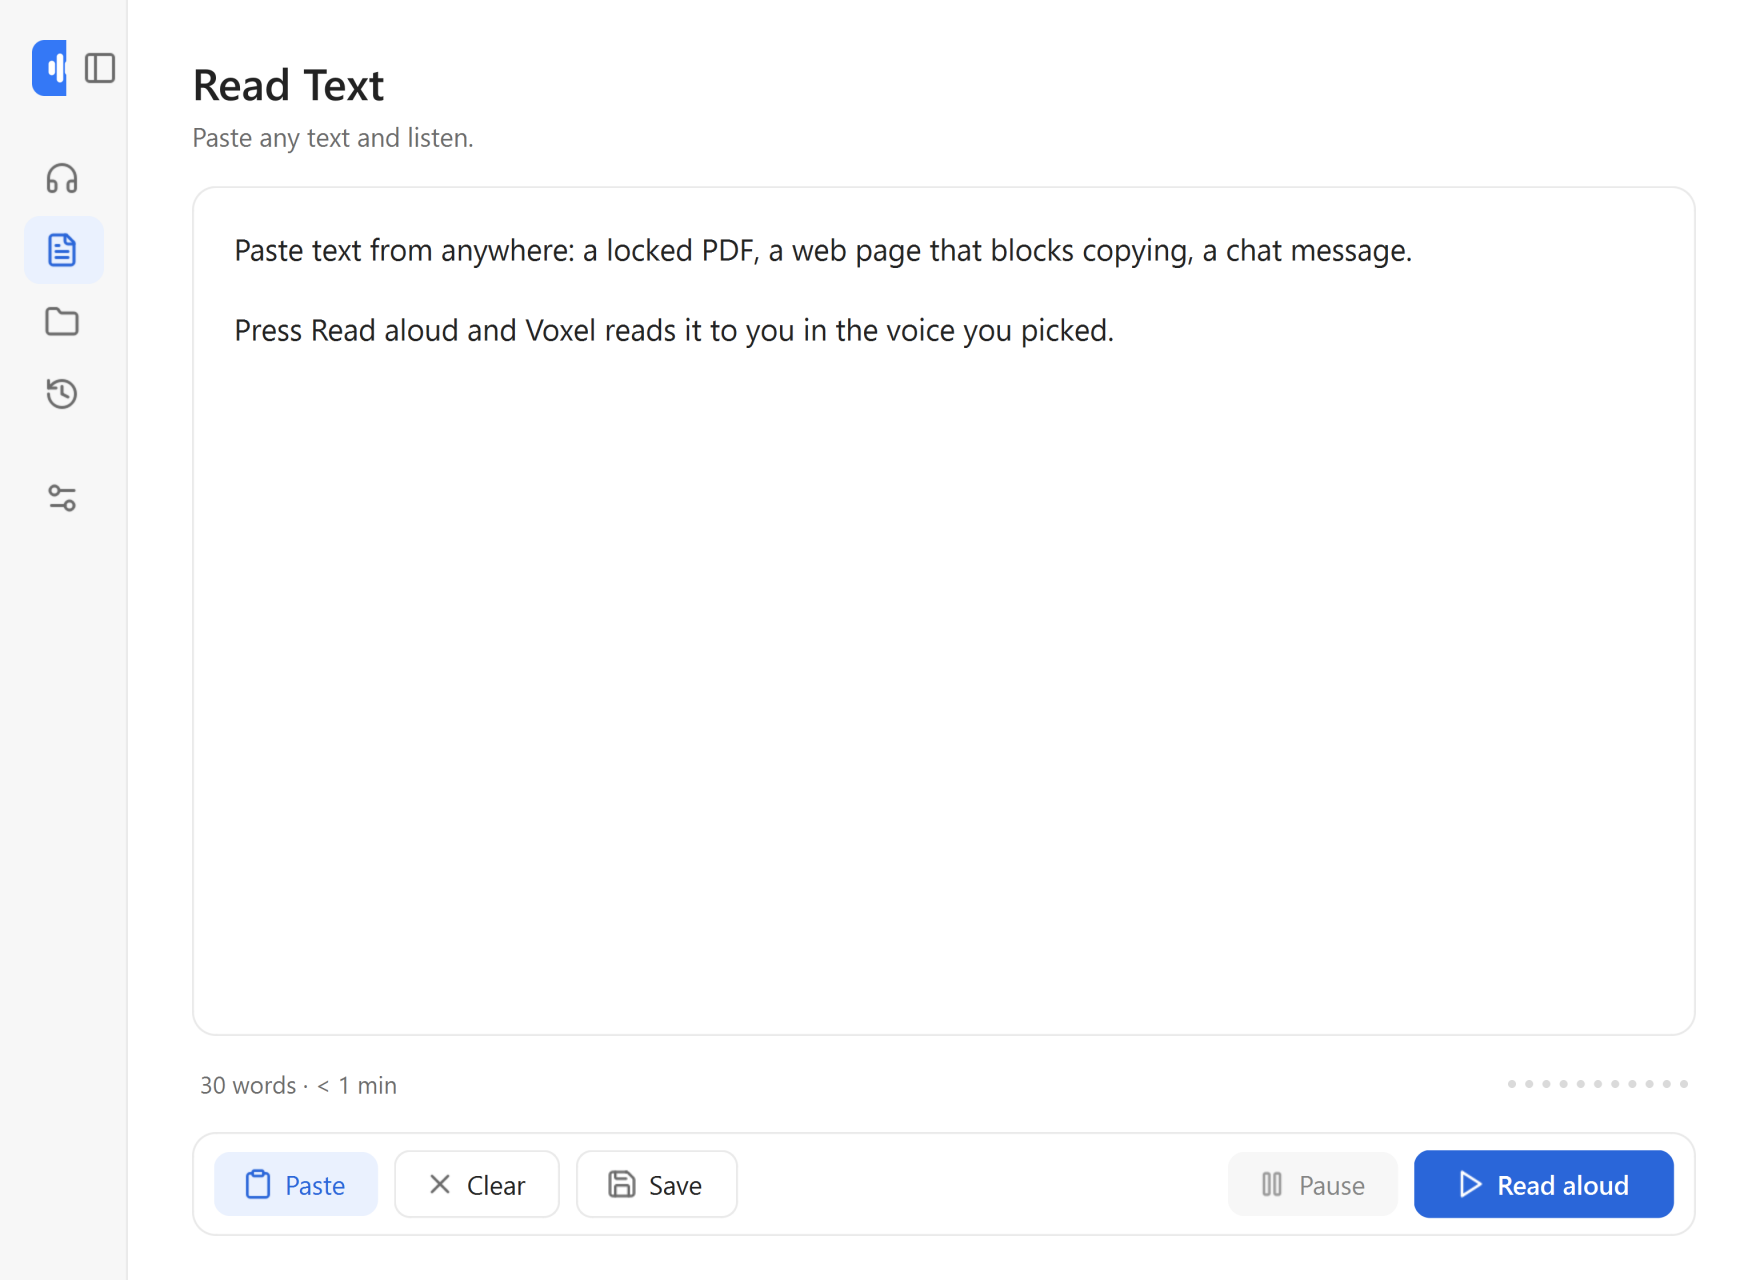 Read Text
Paste any text and listen.
Paste text from anywhere: a locked PDF, a web page that blocks copying, a chat message.
Press Read aloud and Voxel reads it to you in the voice you picked.
30 words · < 1 min
Paste
Clear
Save
Pause
Read aloud